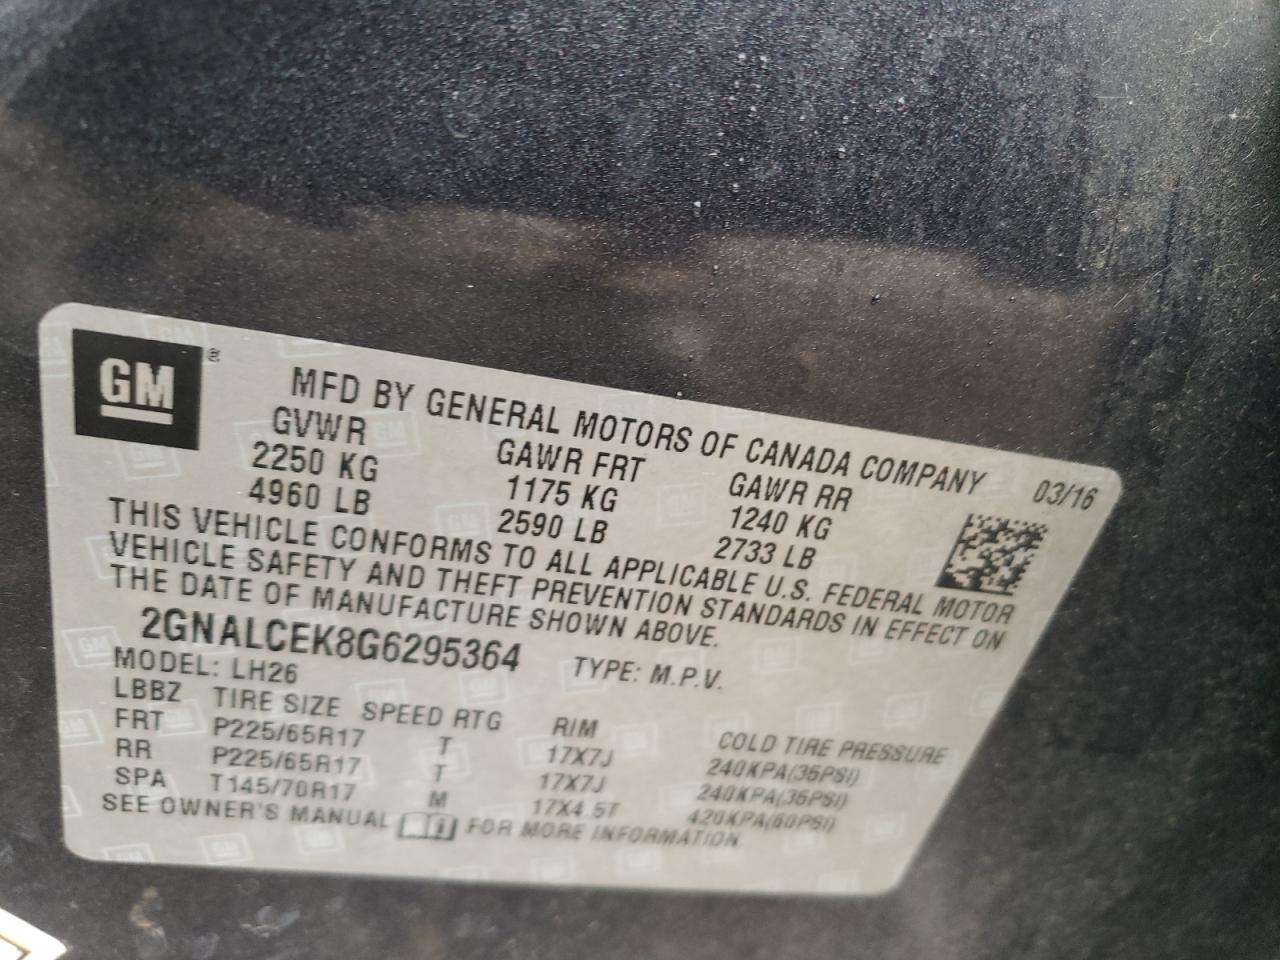 GM ®
MFD BY GENERAL MOTORS OF CANADA COMPANY 03/16
GVWR GAWR FRT GAWR RR
2250 KG 1175 KG 1240 KG
4960 LB 2590 LB 2733 LB
THIS VEHICLE CONFORMS TO ALL APPLICABLE U.S. FEDERAL MOTOR
VEHICLE SAFETY AND THEFT PREVENTION STANDARDS IN EFFECT ON
THE DATE OF MANUFACTURE SHOWN ABOVE.
2GNALCEK8G6295364 TYPE: M.P.V.
MODEL: LH26
LBBZ TIRE SIZE SPEED RTG RIM COLD TIRE PRESSURE
FRT P225/65R17 T 17X7J 240KPA(35PSI)
RR P225/65R17 T 17X7J 240KPA(35PSI)
SPA T145/70R17 M 17X4.5T 420KPA(60PSI)
SEE OWNER'S MANUAL FOR MORE INFORMATION.